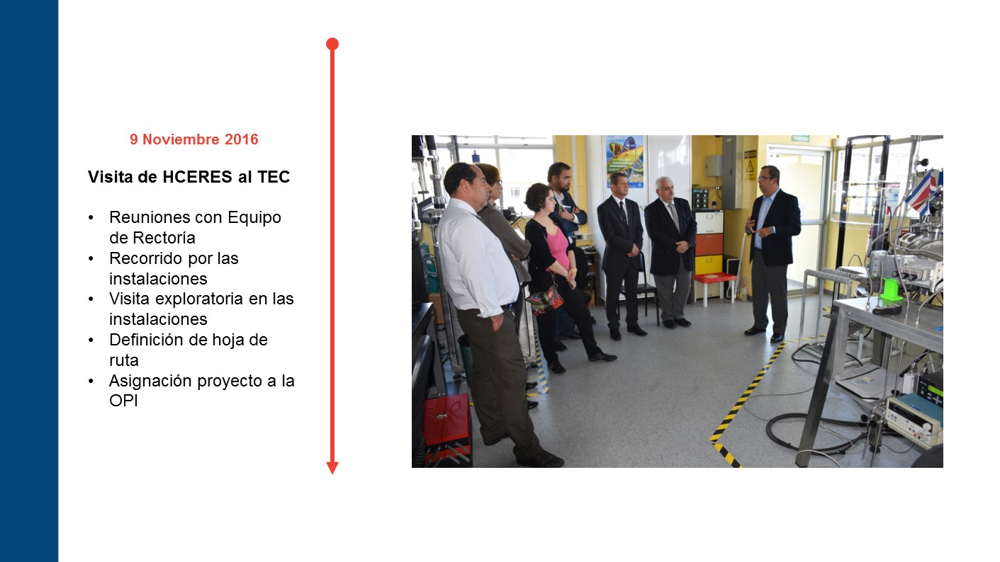 9 Noviembre 2016
Visita de HCERES al TEC
• Reuniones con Equipo
de Rectoría
• Recorrido por las
instalaciones
• Visita exploratoria en las
instalaciones
• Definición de hoja de
ruta
• Asignación proyecto a la
OPI